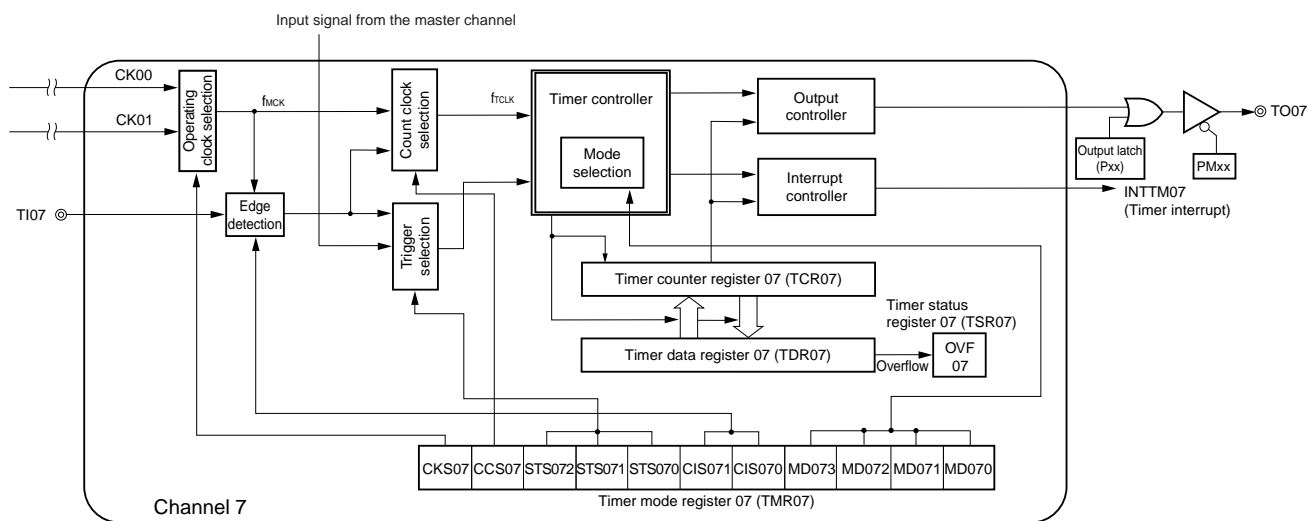 Input signal from the master channel
CK00
CK01
Operating
clock selection
fMCK
Count clock
selection
fTCLK
Timer controller
Mode
selection
Output
controller
TO07
Output latch
(Pxx)
PMxx
Interrupt
controller
INTTM07
(Timer interrupt)
TI07
Edge
detection
Trigger
selection
Timer counter register 07 (TCR07)
Timer status
register 07 (TSR07)
Timer data register 07 (TDR07)
Overflow
OVF
07
CKS07 CCS07 STS072 STS071 STS070 CIS071 CIS070 MD073 MD072 MD071 MD070
Timer mode register 07 (TMR07)
Channel 7